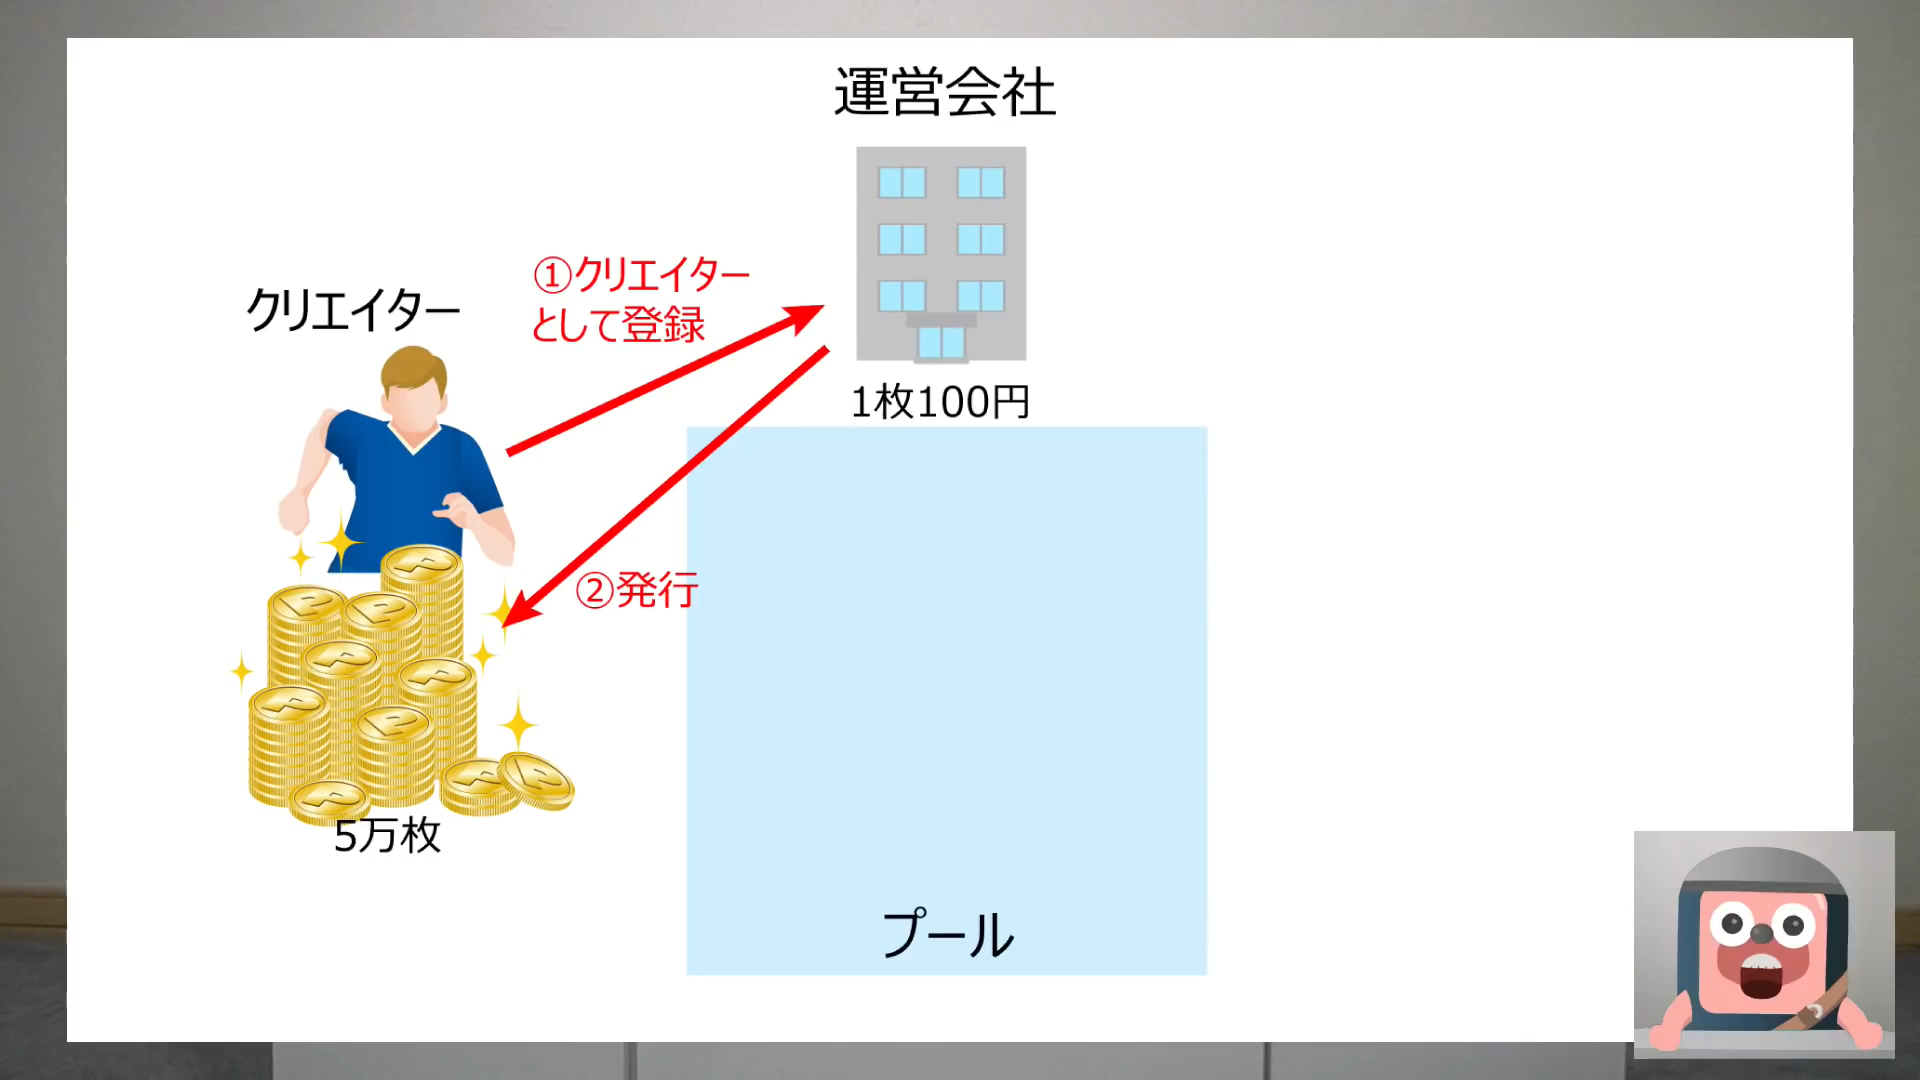 運営会社
クリエイター
①クリエイター
として登録
1枚100円
②発行
5万枚
プール